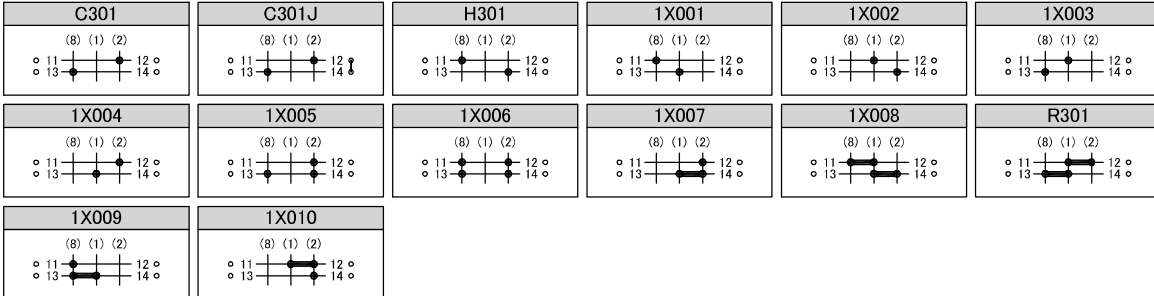 C301 C301J H301 1X001 1X002 1X003
(8) (1) (2) (8) (1) (2) (8) (1) (2) (8) (1) (2) (8) (1) (2) (8) (1) (2)
11 12 11 12 11 12 11 12 11 12 11 12
13 14 13 14 13 14 13 14 13 14 13 14
1X004 1X005 1X006 1X007 1X008 R301
(8) (1) (2) (8) (1) (2) (8) (1) (2) (8) (1) (2) (8) (1) (2) (8) (1) (2)
11 12 11 12 11 12 11 12 11 12 11 12
13 14 13 14 13 14 13 14 13 14 13 14
1X009 1X010
(8) (1) (2) (8) (1) (2)
11 12 11 12
13 14 13 14